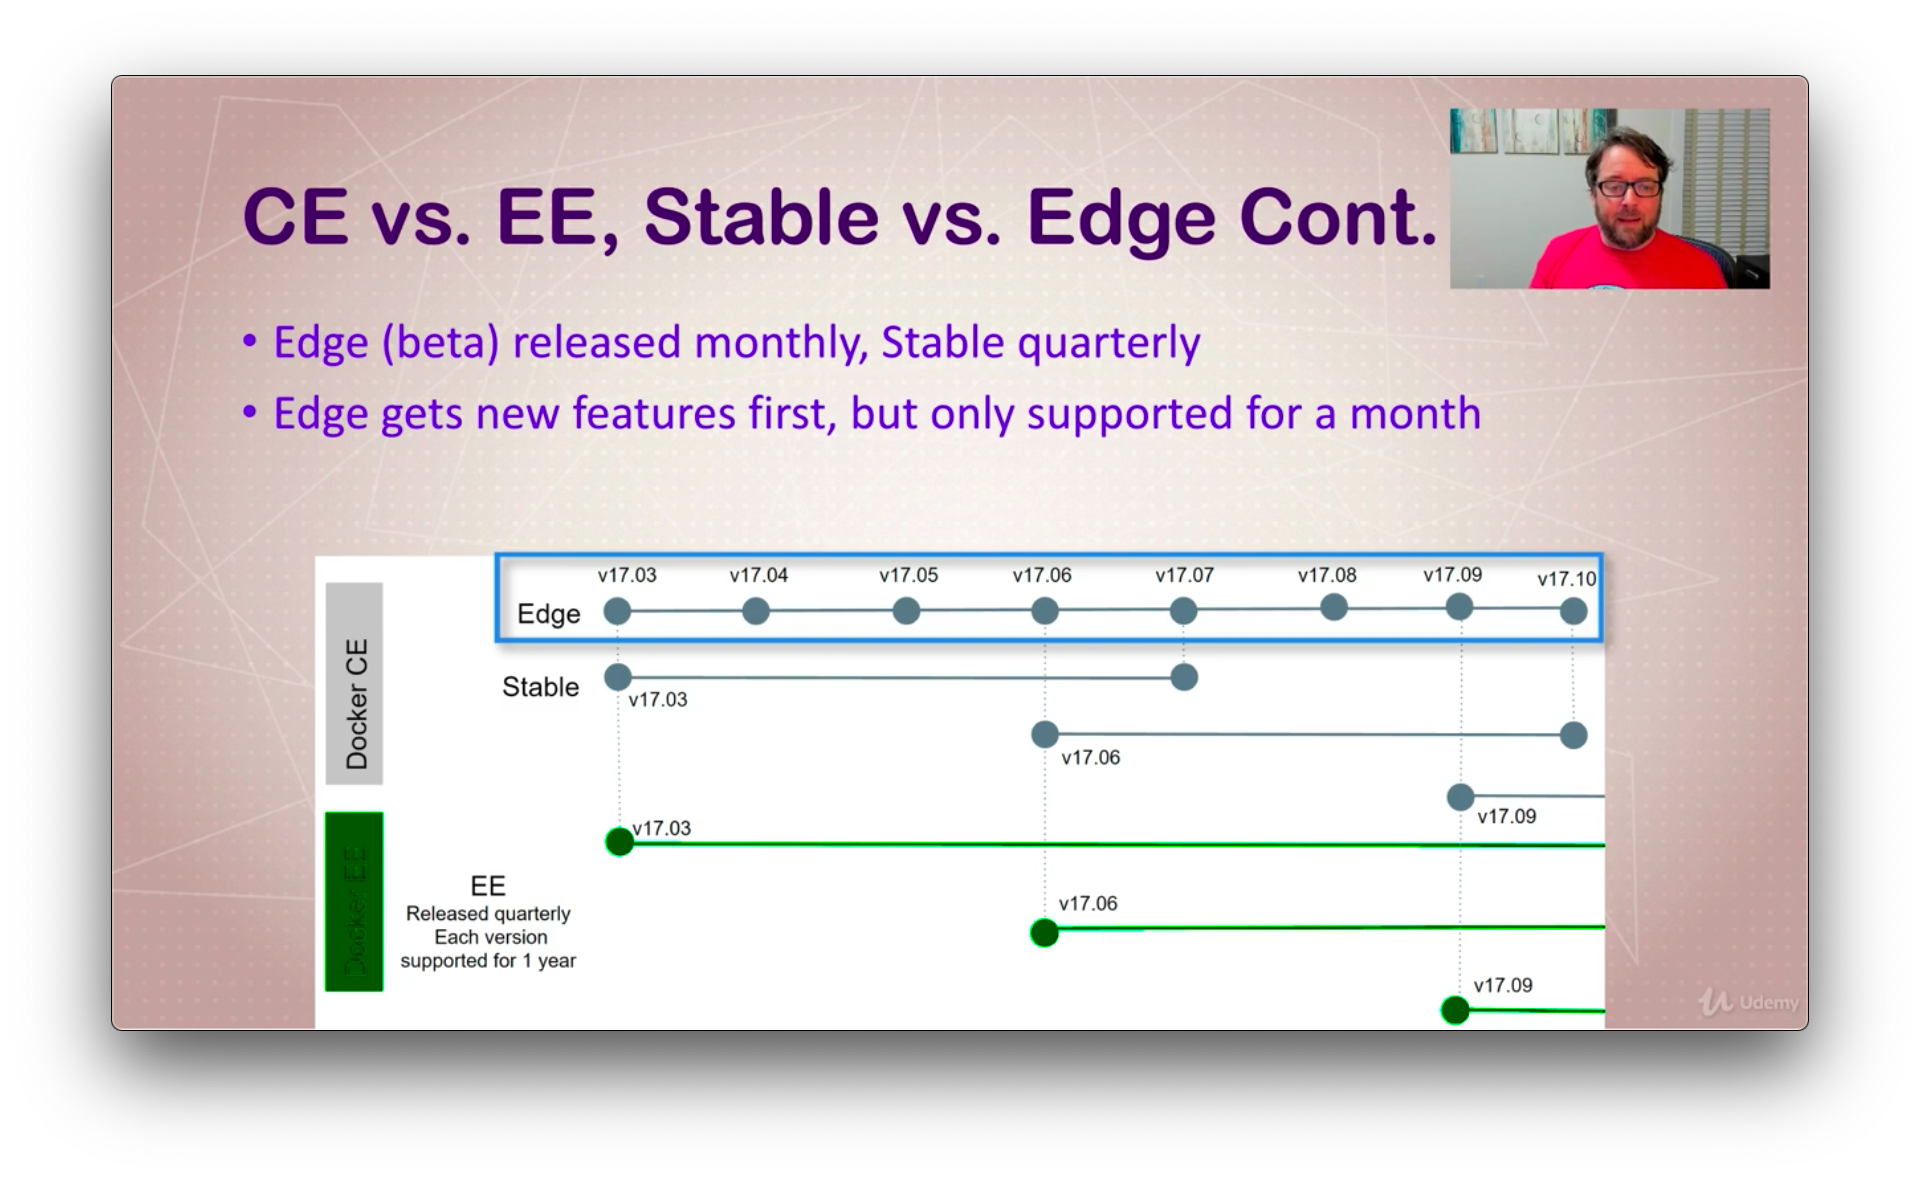 CE vs. EE, Stable vs. Edge Cont.
• Edge (beta) released monthly, Stable quarterly
• Edge gets new features first, but only supported for a month
v17.03 v17.04 v17.05 v17.06 v17.07 v17.08 v17.09 v17.10
Edge
Docker CE
Stable
v17.03
v17.06
v17.09
v17.03
Docker EE
EE
Released quarterly
Each version
supported for 1 year
v17.06
v17.09
Udemy